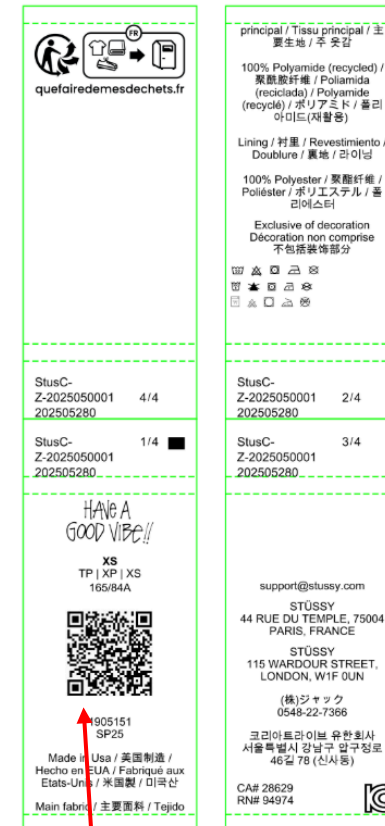 FR
quefairedemesdechets.fr
StusC-
Z-2025050001 4/4
202505280
StusC- 1/4
Z-2025050001
202505280
HAVE A
GOOD VIBE!!
XS
TP | XP | XS
165/84A
1905151
SP25
Made in Usa / 美国制造 /
Hecho en EUA / Fabriqué aux
Etats-Unis / 米国製 / 미국산
Main fabric / 主要面料 / Tejido
principal / Tissu principal / 主
要生地 / 주 옷감
100% Polyamide (recycled) /
聚酰胺纤维 / Poliamida
(reciclada) / Polyamide
(recyclé) / ポリアミド / 폴리
아미드(재활용)
Lining / 衬里 / Revestimiento /
Doublure / 裏地 / 라이닝
100% Polyester / 聚酯纤维 /
Poliéster / ポリエステル / 폴
리에스터
Exclusive of decoration
Décoration non comprise
不包括装饰部分
StusC-
Z-2025050001 2/4
202505280
StusC- 3/4
Z-2025050001
202505280
support@stussy.com
STÜSSY
44 RUE DU TEMPLE, 75004
PARIS, FRANCE
STÜSSY
115 WARDOUR STREET,
LONDON, W1F 0UN
(株)ジャック
0548-22-7366
코리아트라이브 유한회사
서울특별시 강남구 압구정로
46길 78 (신사동)
CA# 28629
RN# 94974